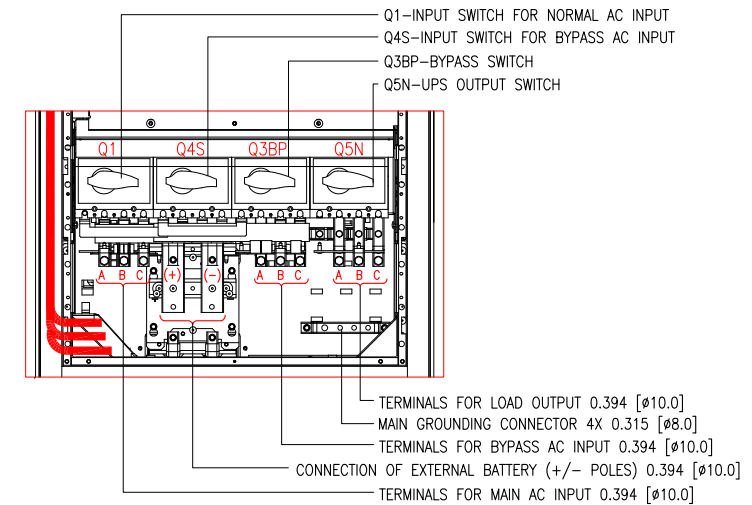 Q1-INPUT SWITCH FOR NORMAL AC INPUT
Q4S-INPUT SWITCH FOR BYPASS AC INPUT
Q3BP-BYPASS SWITCH
Q5N-UPS OUTPUT SWITCH
Q1 Q4S Q3BP Q5N
A B C (+) (-) A B C A B C
TERMINALS FOR LOAD OUTPUT 0.394 [ø10.0]
MAIN GROUNDING CONNECTOR 4X 0.315 [ø8.0]
TERMINALS FOR BYPASS AC INPUT 0.394 [ø10.0]
CONNECTION OF EXTERNAL BATTERY (+/- POLES) 0.394 [ø10.0]
TERMINALS FOR MAIN AC INPUT 0.394 [ø10.0]